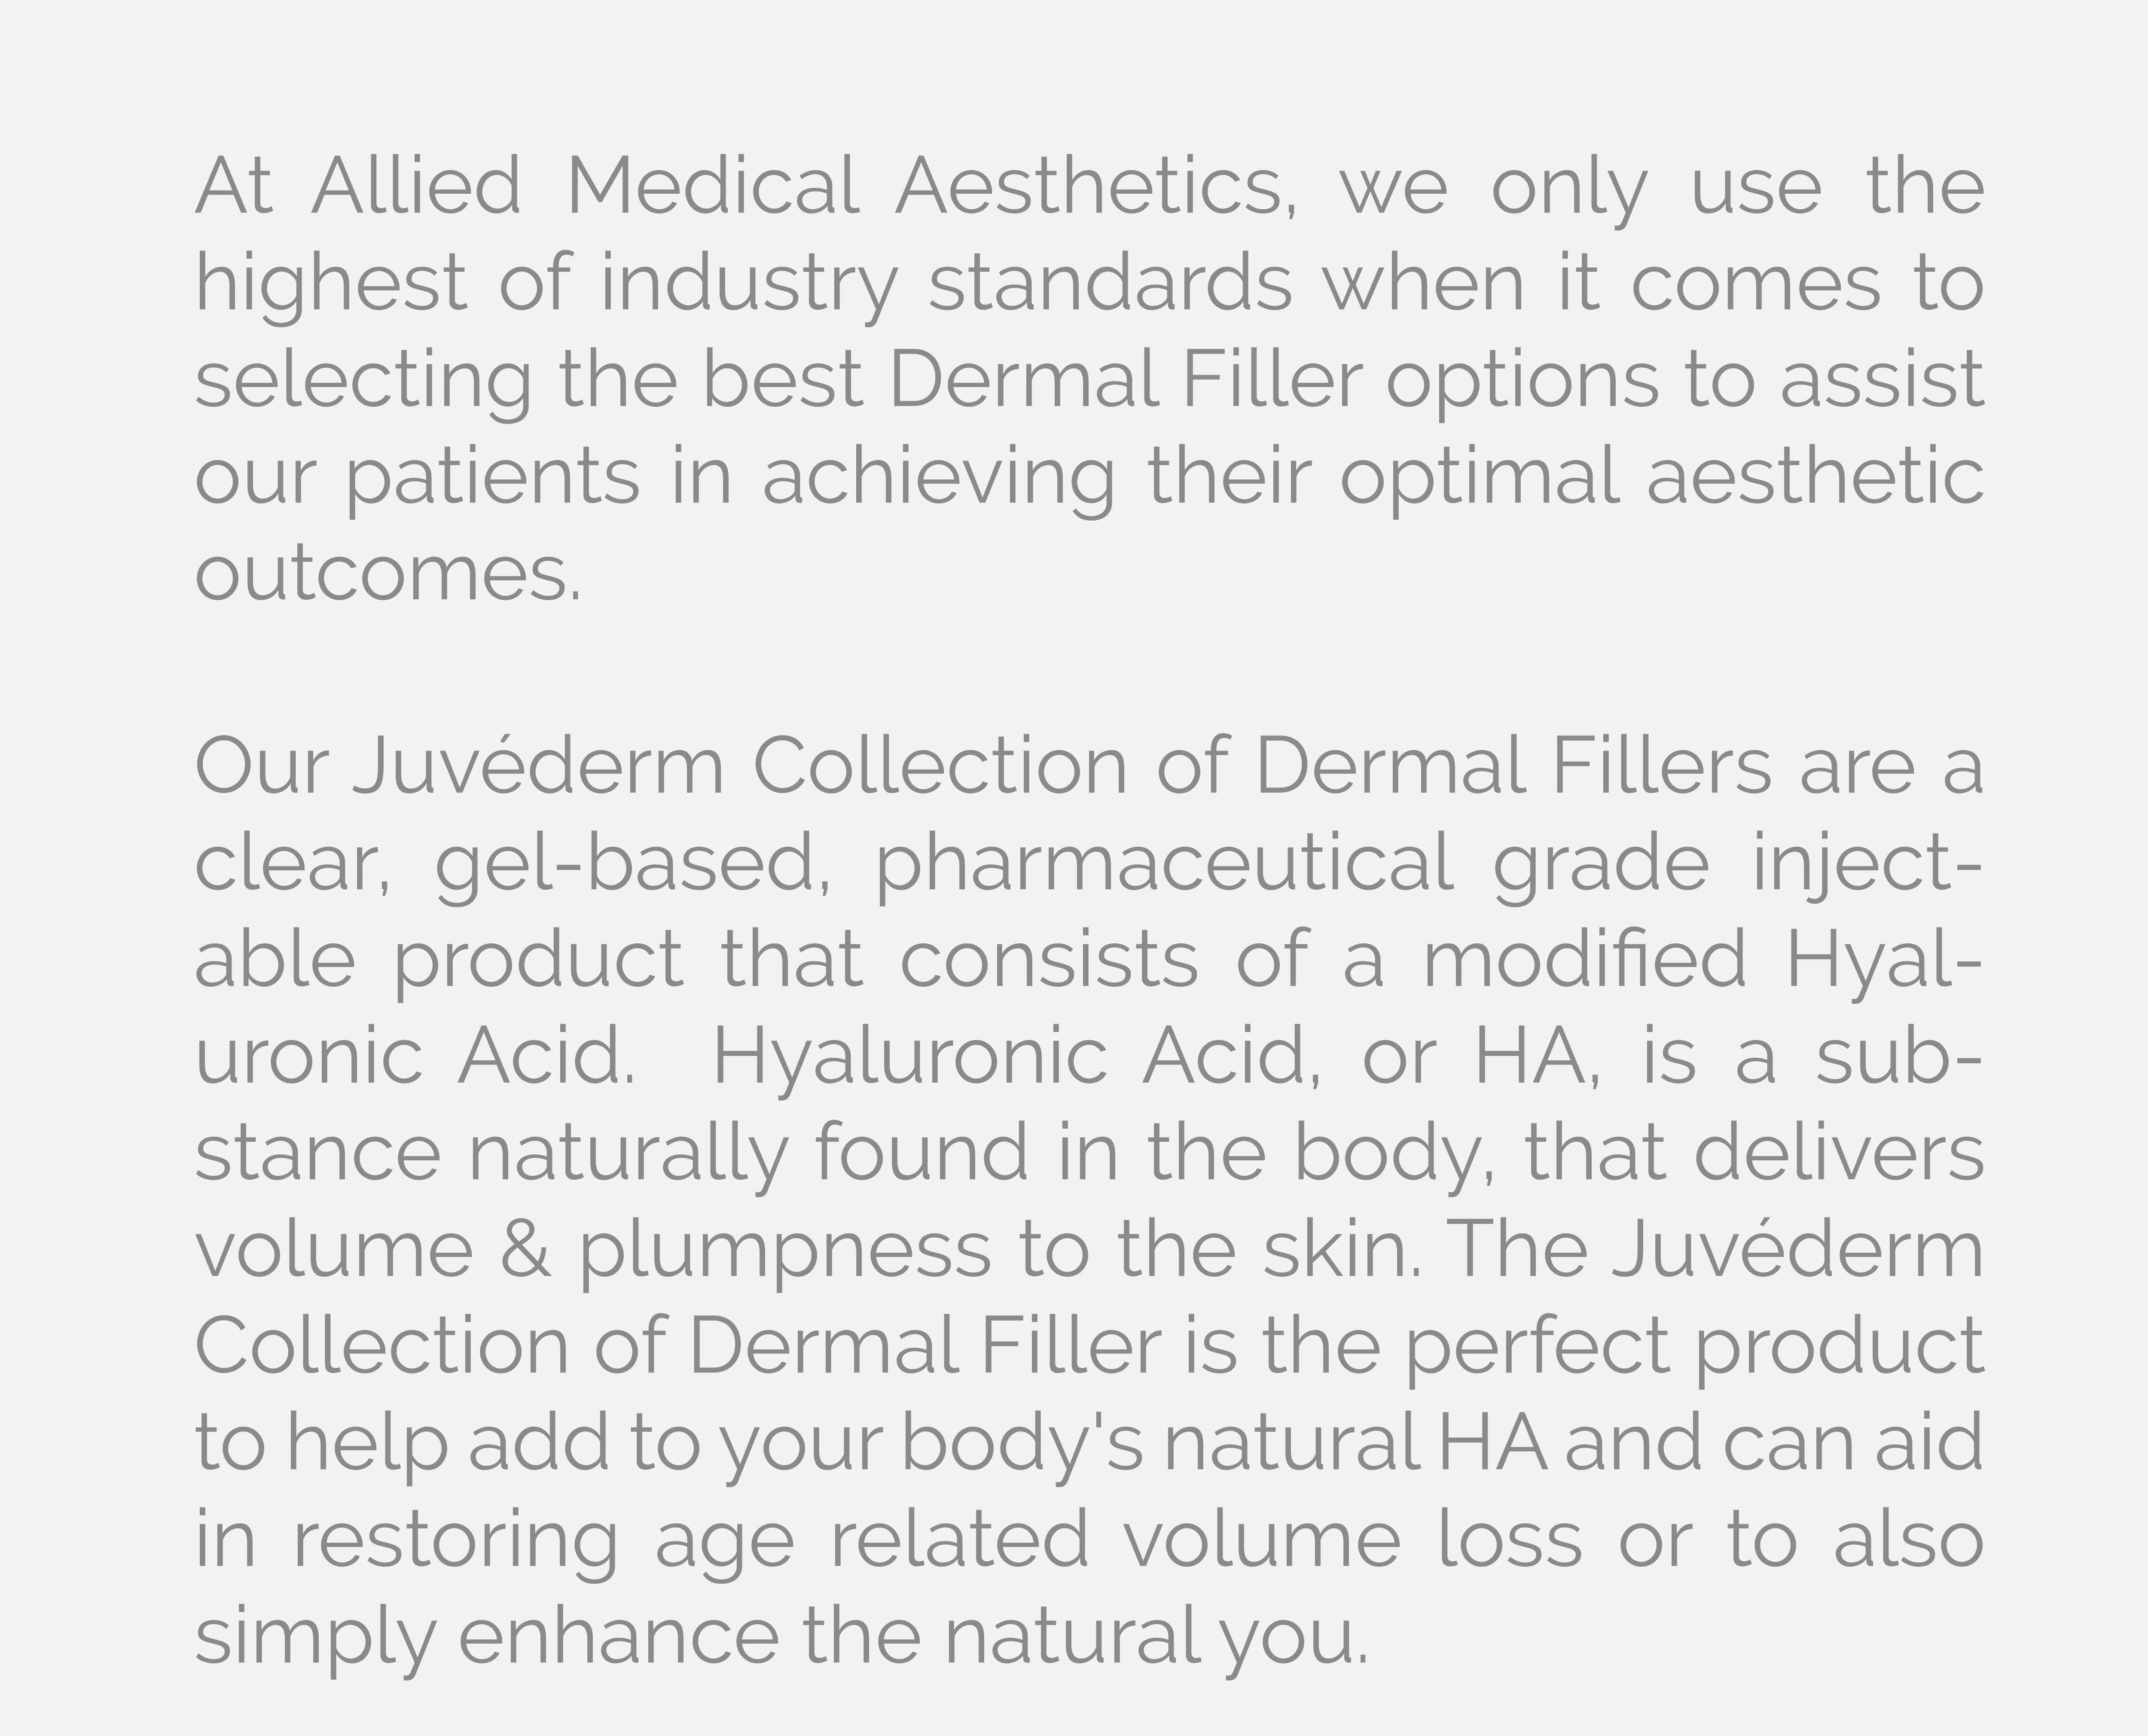 At Allied Medical Aesthetics, we only use the
highest of industry standards when it comes to
selecting the best Dermal Filler options to assist
our patients in achieving their optimal aesthetic
outcomes.

Our Juvéderm Collection of Dermal Fillers are a
clear, gel-based, pharmaceutical grade inject-
able product that consists of a modified Hyal-
uronic Acid.  Hyaluronic Acid, or HA, is a sub-
stance naturally found in the body, that delivers
volume & plumpness to the skin. The Juvéderm
Collection of Dermal Filler is the perfect product
to help add to your body's natural HA and can aid
in restoring age related volume loss or to also
simply enhance the natural you.